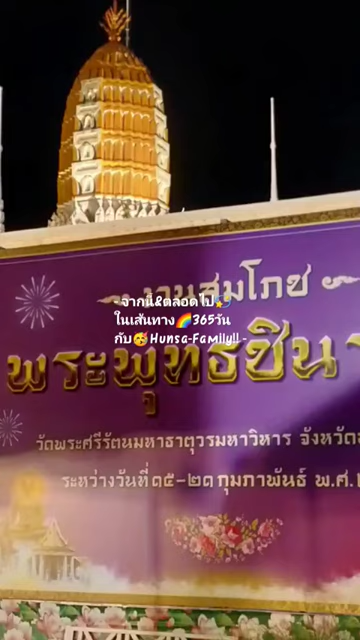 งานสมโภช
- จากนี้&ตลอดไป💫
ในเส้นทาง🌈365วัน
กับ🥳Hunsa-Family!! -
พระพุทธชินร
วัดพระศรีรัตนมหาธาตุวรมหาวิหาร จังหวัด
ระหว่างวันที่ ๑๕-๒๑ กุมภาพันธ์ พ.ศ.